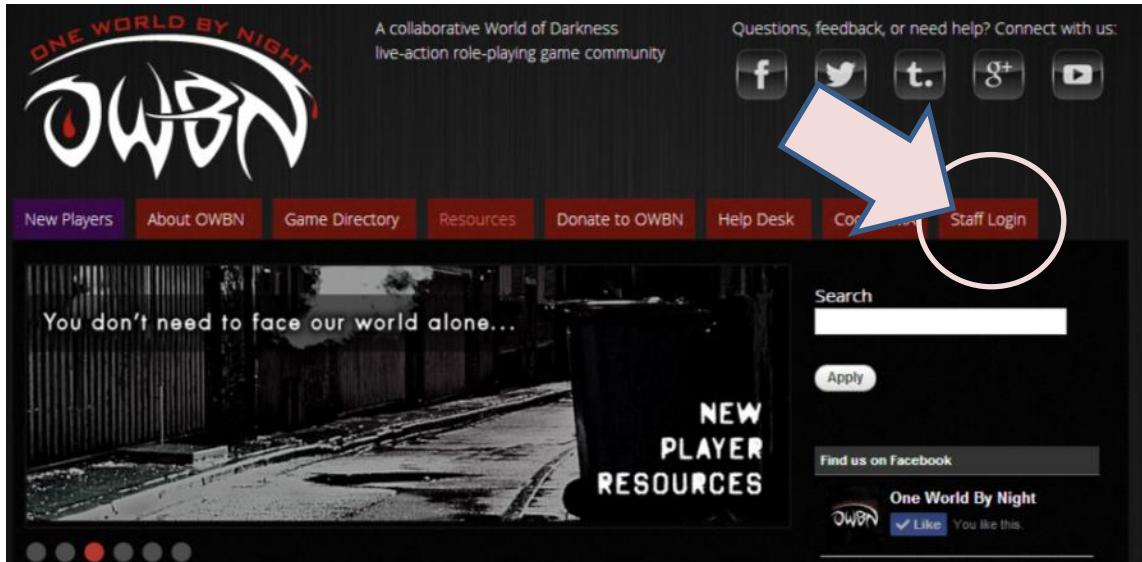 ONE WORLD BY NIGHT
OWBN
A collaborative World of Darkness
live-action role-playing game community
Questions, feedback, or need help? Connect with us:
f
t.
g+
New Players
About OWBN
Game Directory
Resources
Donate to OWBN
Help Desk
Staff Login
You don't need to face our world alone...
NEW
PLAYER
RESOURCES
Search
Apply
Find us on Facebook
OWBN
One World By Night
Like You like this.